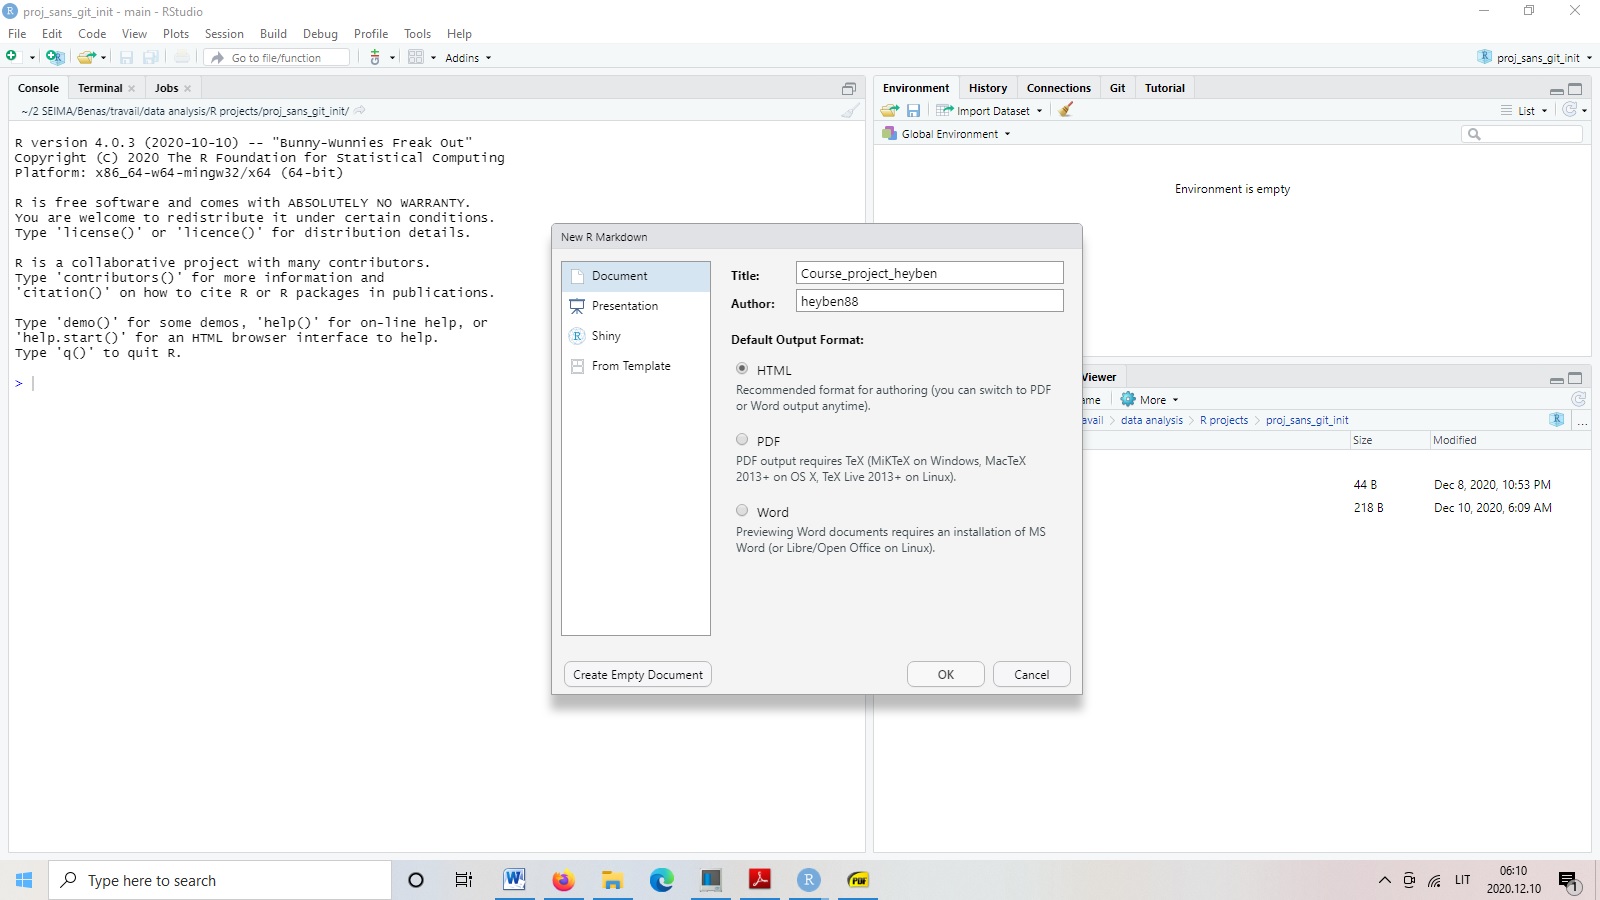 proj_sans_git_init - main - RStudio
File Edit Code View Plots Session Build Debug Profile Tools Help
Go to file/function Addins proj_sans_git_init
Console Terminal Jobs
~/2 SEIMA/Benas/travail/data analysis/R projects/proj_sans_git_init/
R version 4.0.3 (2020-10-10) -- "Bunny-Wunnies Freak Out"
Copyright (C) 2020 The R Foundation for Statistical Computing
Platform: x86_64-w64-mingw32/x64 (64-bit)
R is free software and comes with ABSOLUTELY NO WARRANTY.
You are welcome to redistribute it under certain conditions.
Type 'license()' or 'licence()' for distribution details.
R is a collaborative project with many contributors.
Type 'contributors()' for more information and
'citation()' on how to cite R or R packages in publications.
Type 'demo()' for some demos, 'help()' for on-line help, or
'help.start()' for an HTML browser interface to help.
Type 'q()' to quit R.
>
Environment History Connections Git Tutorial
Import Dataset List
Global Environment
Environment is empty
New R Markdown
Document
Presentation
Shiny
From Template
Title: Course_project_heyben
Author: heyben88
Default Output Format:
HTML
Recommended format for authoring (you can switch to PDF
or Word output anytime).
PDF
PDF output requires TeX (MiKTeX on Windows, MacTeX
2013+ on OS X, TeX Live 2013+ on Linux).
Word
Previewing Word documents requires an installation of MS
Word (or Libre/Open Office on Linux).
Create Empty Document OK Cancel
Viewer
ame More
avail data analysis R projects proj_sans_git_init ...
Size Modified
44 B Dec 8, 2020, 10:53 PM
218 B Dec 10, 2020, 6:09 AM
Type here to search
LIT
06:10
2020.12.10
1